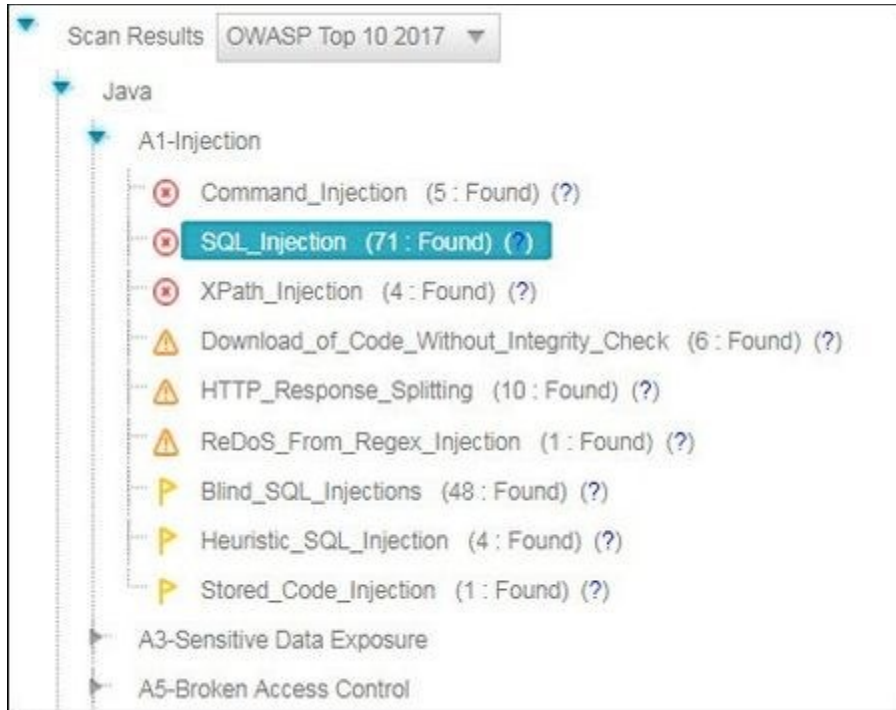 Scan Results OWASP Top 10 2017
Java
A1-Injection
Command_Injection (5 : Found) (?)
SQL_Injection (71 : Found) (?)
XPath_Injection (4 : Found) (?)
Download_of_Code_Without_Integrity_Check (6 : Found) (?)
HTTP_Response_Splitting (10 : Found) (?)
ReDoS_From_Regex_Injection (1 : Found) (?)
Blind_SQL_Injections (48 : Found) (?)
Heuristic_SQL_Injection (4 : Found) (?)
Stored_Code_Injection (1 : Found) (?)
A3-Sensitive Data Exposure
A5-Broken Access Control